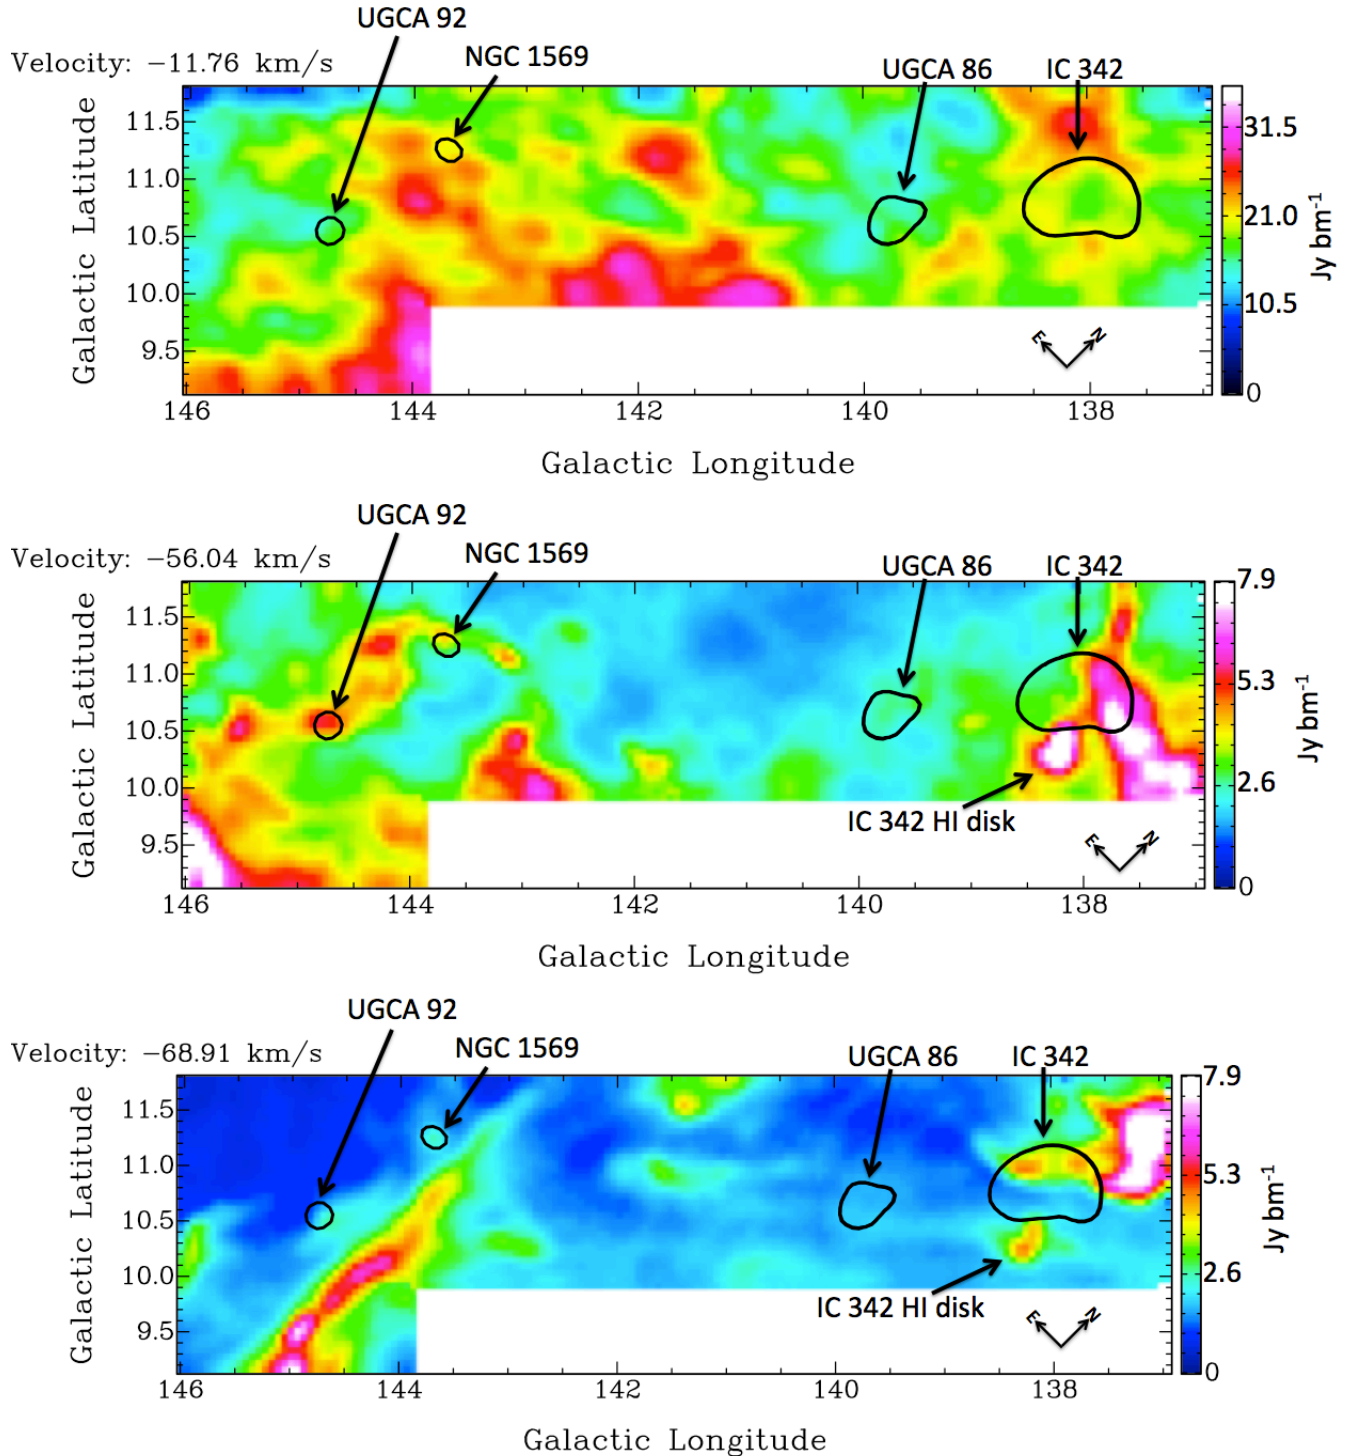 UGCA 92
NGC 1569
Velocity: −11.76 km/s
UGCA 86
IC 342
Galactic Latitude
11.5
11.0
10.5
10.0
9.5
31.5
21.0
10.5
0
Jy bm⁻¹
E
N
146
144
142
140
138
Galactic Longitude
UGCA 92
NGC 1569
Velocity: −56.04 km/s
UGCA 86
IC 342
Galactic Latitude
11.5
11.0
10.5
10.0
9.5
7.9
5.3
2.6
0
Jy bm⁻¹
IC 342 HI disk
E
N
146
144
142
140
138
Galactic Longitude
UGCA 92
NGC 1569
Velocity: −68.91 km/s
UGCA 86
IC 342
Galactic Latitude
11.5
11.0
10.5
10.0
9.5
7.9
5.3
2.6
0
Jy bm⁻¹
IC 342 HI disk
E
N
146
144
142
140
138
Galactic Longitude